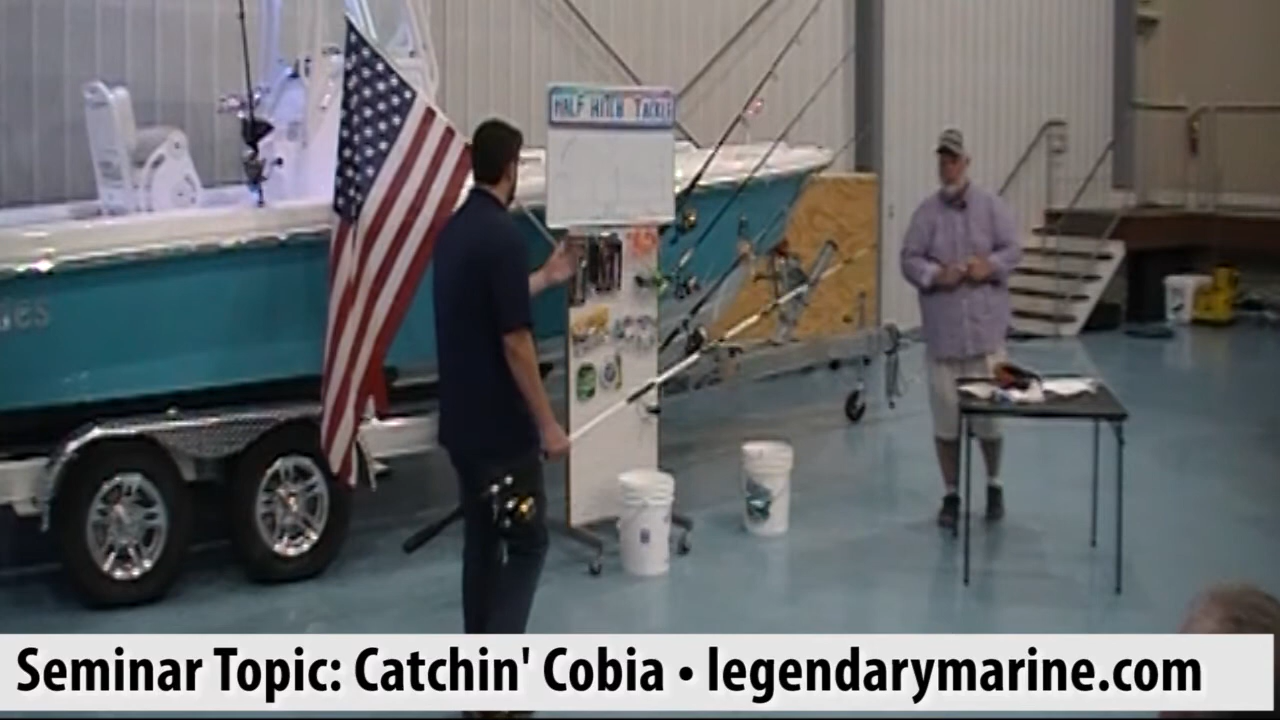 HALF HITCH TACKLE
Seminar Topic: Catchin' Cobia • legendarymarine.com